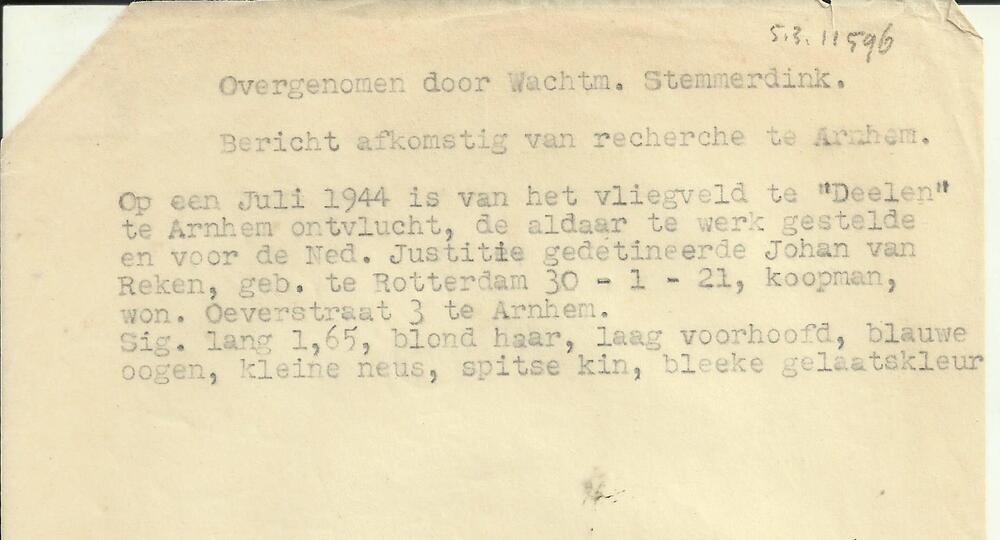 5.3.11596
Overgenomen door Wachtm. Stemmerdink.
Bericht afkomstig van recherche te Arnhem.
Op een Juli 1944 is van het vliegveld te "Deelen"
te Arnhem ontvlucht, de aldaar te werk gestelde
en voor de Ned. Justitie gedetineerde Johan van
Reken, geb. te Rotterdam 30 - 1 - 21, koopman,
won. Oeverstraat 3 te Arnhem.
Sig. lang 1,65, blond haar, laag voorhoofd, blauwe
oogen, kleine neus, spitse kin, bleeke gelaatskleur